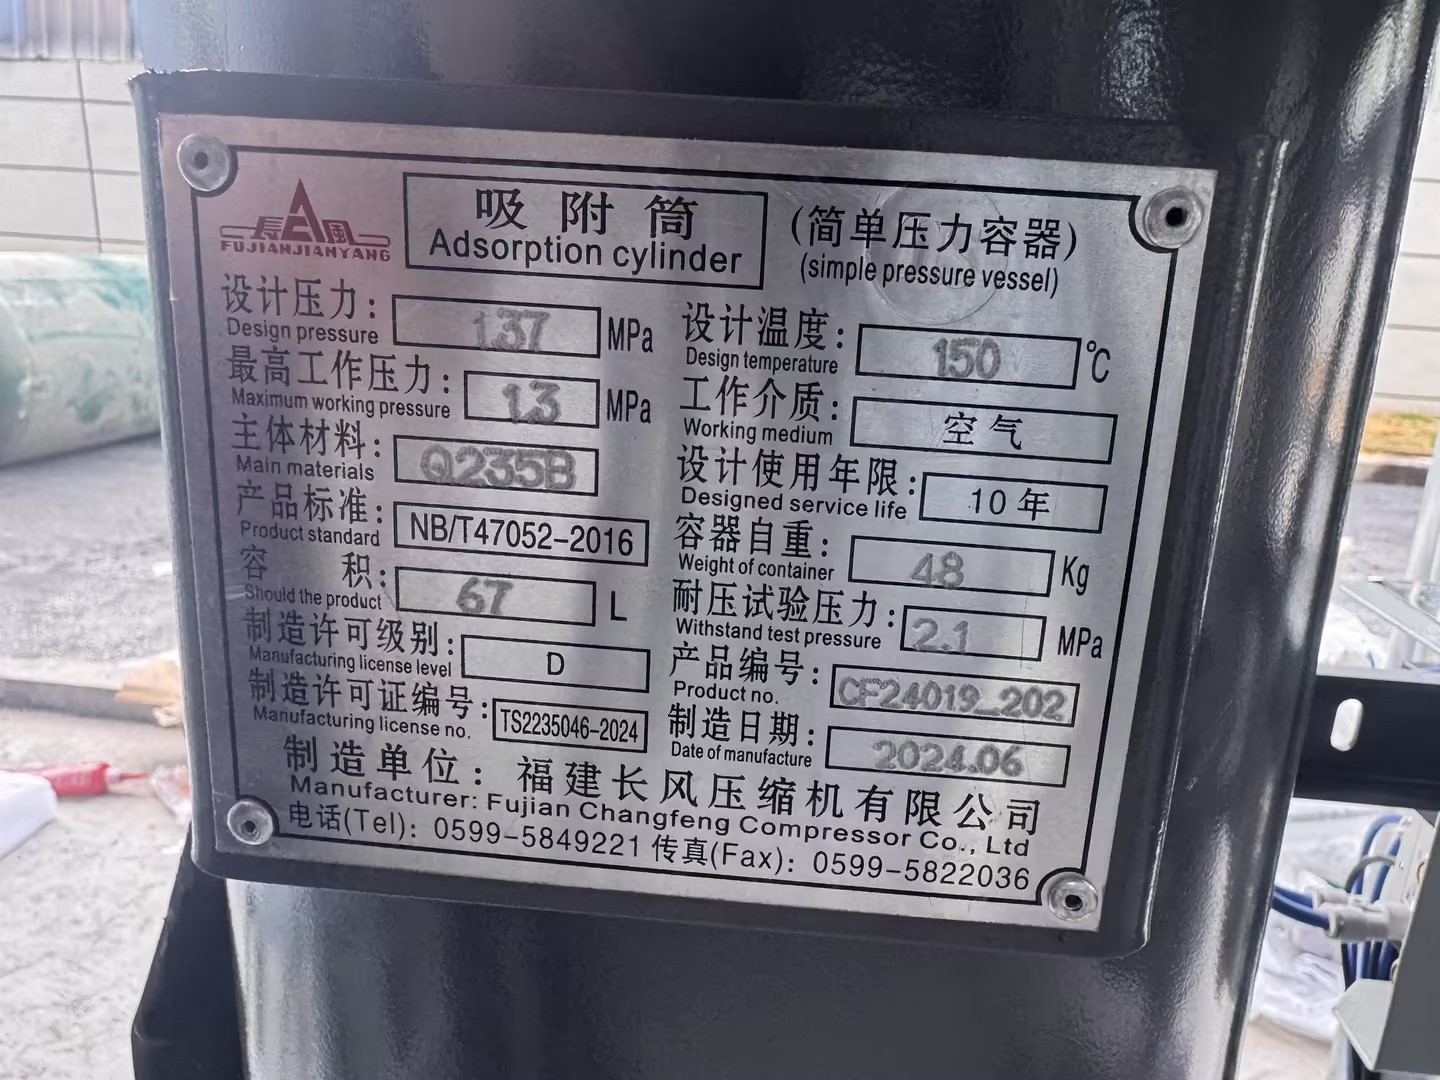 長風
FUJIANJIANYANG
吸附筒
Adsorption cylinder
(简单压力容器)
(simple pressure vessel)
设计压力: 1.37 MPa
Design pressure
最高工作压力: 1.3 MPa
Maximum working pressure
主体材料: Q235B
Main materials
产品标准: NB/T47052-2016
Product standard
容积: 67 L
Should the product
制造许可级别: D
Manufacturing license level
制造许可证编号: TS2235046-2024
Manufacturing license no.
设计温度: 150 ℃
Design temperature
工作介质: 空气
Working medium
设计使用年限: 10年
Designed service life
容器自重: 48 Kg
Weight of container
耐压试验压力: 2.1 MPa
Withstand test pressure
产品编号: CF24019_202
Product no.
制造日期: 2024.06
Date of manufacture
制造单位: 福建长风压缩机有限公司
Manufacturer: Fujian Changfeng Compressor Co., Ltd
电话(Tel): 0599-5849221 传真(Fax): 0599-5822036